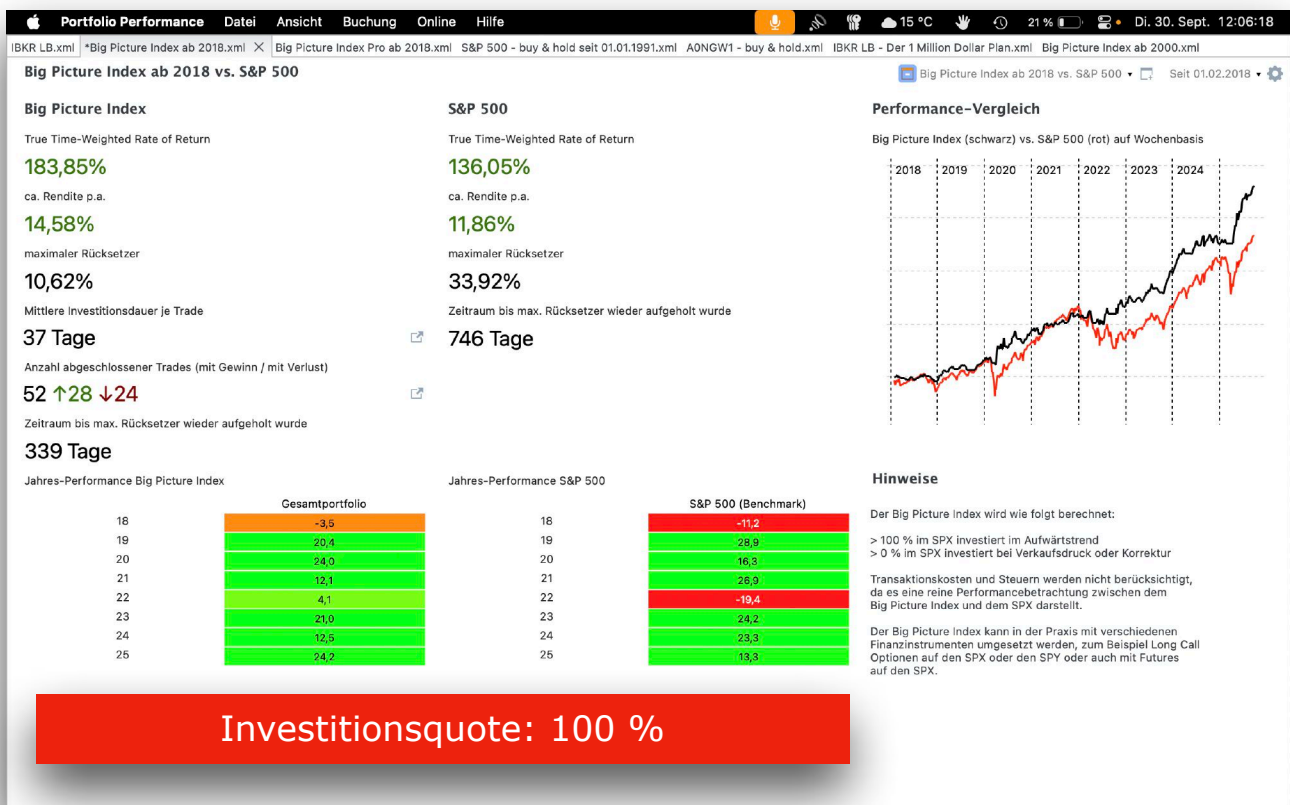 Portfolio Performance Datei Ansicht Buchung Online Hilfe 15 °C 21 % Di. 30. Sept. 12:06:18
IBKR LB.xml *Big Picture Index ab 2018.xml Big Picture Index Pro ab 2018.xml S&P 500 - buy & hold seit 01.01.1991.xml A0NGW1 - buy & hold.xml IBKR LB - Der 1 Million Dollar Plan.xml Big Picture Index ab 2000.xml
Big Picture Index ab 2018 vs. S&P 500
Big Picture Index ab 2018 vs. S&P 500 Seit 01.02.2018
Big Picture Index
True Time-Weighted Rate of Return
183,85%
ca. Rendite p.a.
14,58%
maximaler Rücksetzer
10,62%
Mittlere Investitionsdauer je Trade
37 Tage
Anzahl abgeschlossener Trades (mit Gewinn / mit Verlust)
52 ↑28 ↓24
Zeitraum bis max. Rücksetzer wieder aufgeholt wurde
339 Tage
Jahres-Performance Big Picture Index
Gesamtportfolio
18 -3,5
19 20,4
20 24,0
21 12,1
22 4,1
23 21,0
24 12,5
25 24,2
S&P 500
True Time-Weighted Rate of Return
136,05%
ca. Rendite p.a.
11,86%
maximaler Rücksetzer
33,92%
Zeitraum bis max. Rücksetzer wieder aufgeholt wurde
746 Tage
Jahres-Performance S&P 500
S&P 500 (Benchmark)
18 -11,2
19 28,9
20 16,3
21 26,9
22 -19,4
23 24,2
24 23,3
25 13,3
Performance-Vergleich
Big Picture Index (schwarz) vs. S&P 500 (rot) auf Wochenbasis
2018 2019 2020 2021 2022 2023 2024
Hinweise
Der Big Picture Index wird wie folgt berechnet:
> 100 % im SPX investiert im Aufwärtstrend
> 0 % im SPX investiert bei Verkaufsdruck oder Korrektur
Transaktionskosten und Steuern werden nicht berücksichtigt,
da es eine reine Performancebetrachtung zwischen dem
Big Picture Index und dem SPX darstellt.
Der Big Picture Index kann in der Praxis mit verschiedenen
Finanzinstrumenten umgesetzt werden, zum Beispiel Long Call
Optionen auf den SPX oder den SPY oder auch mit Futures
auf den SPX.
Investitionsquote: 100 %